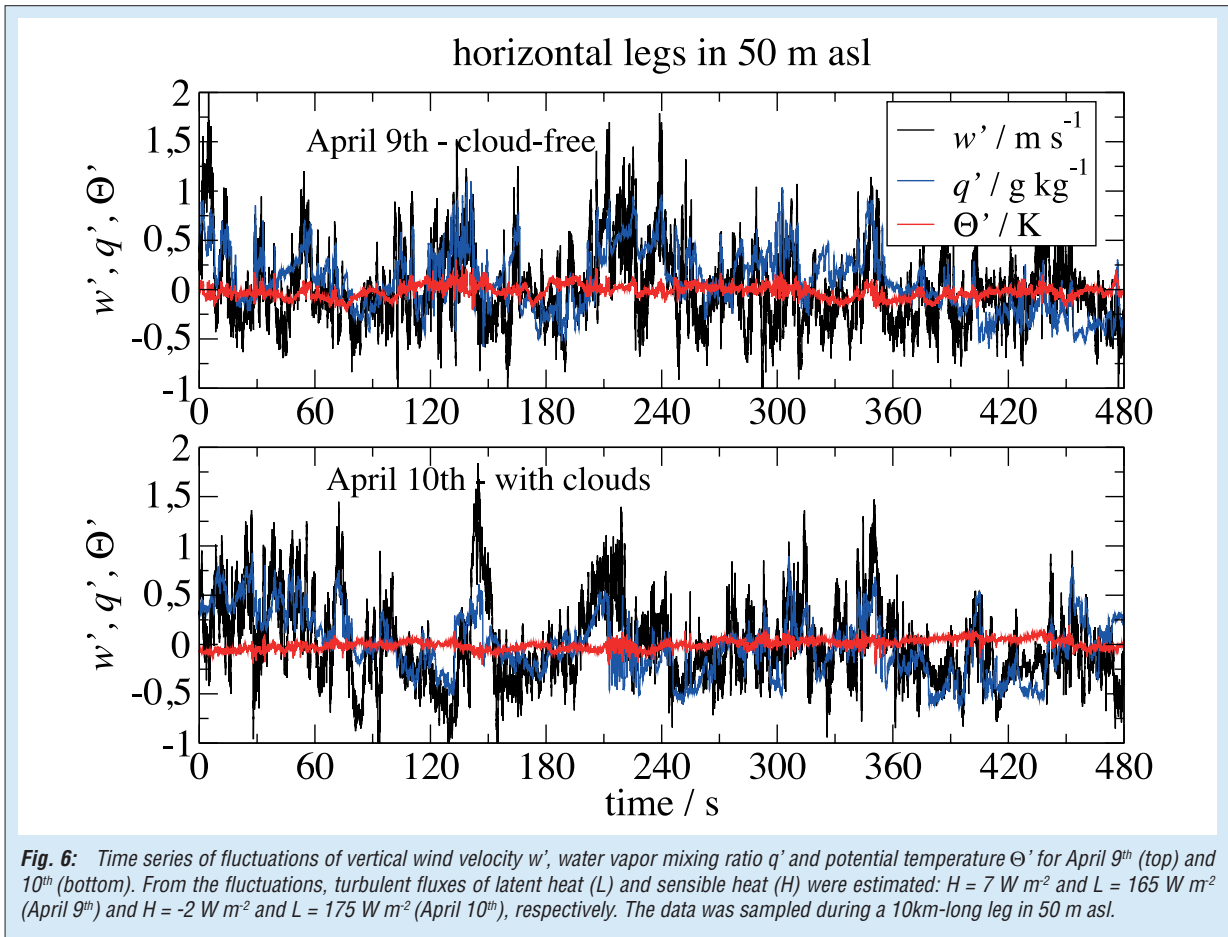 horizontal legs in 50 m asl
2
1,5
1
0,5
0
-0,5
-1
w', q', Θ'
April 9th - cloud-free
w' / m s⁻¹
q' / g kg⁻¹
Θ' / K
0 60 120 180 240 300 360 420 480
2
1,5
1
0,5
0
-0,5
-1
w', q', Θ'
April 10th - with clouds
0 60 120 180 240 300 360 420 480
time / s
Fig. 6: Time series of fluctuations of vertical wind velocity w', water vapor mixing ratio q' and potential temperature Θ' for April 9th (top) and
10th (bottom). From the fluctuations, turbulent fluxes of latent heat (L) and sensible heat (H) were estimated: H = 7 W m⁻² and L = 165 W m⁻²
(April 9th) and H = -2 W m⁻² and L = 175 W m⁻² (April 10th), respectively. The data was sampled during a 10km-long leg in 50 m asl.